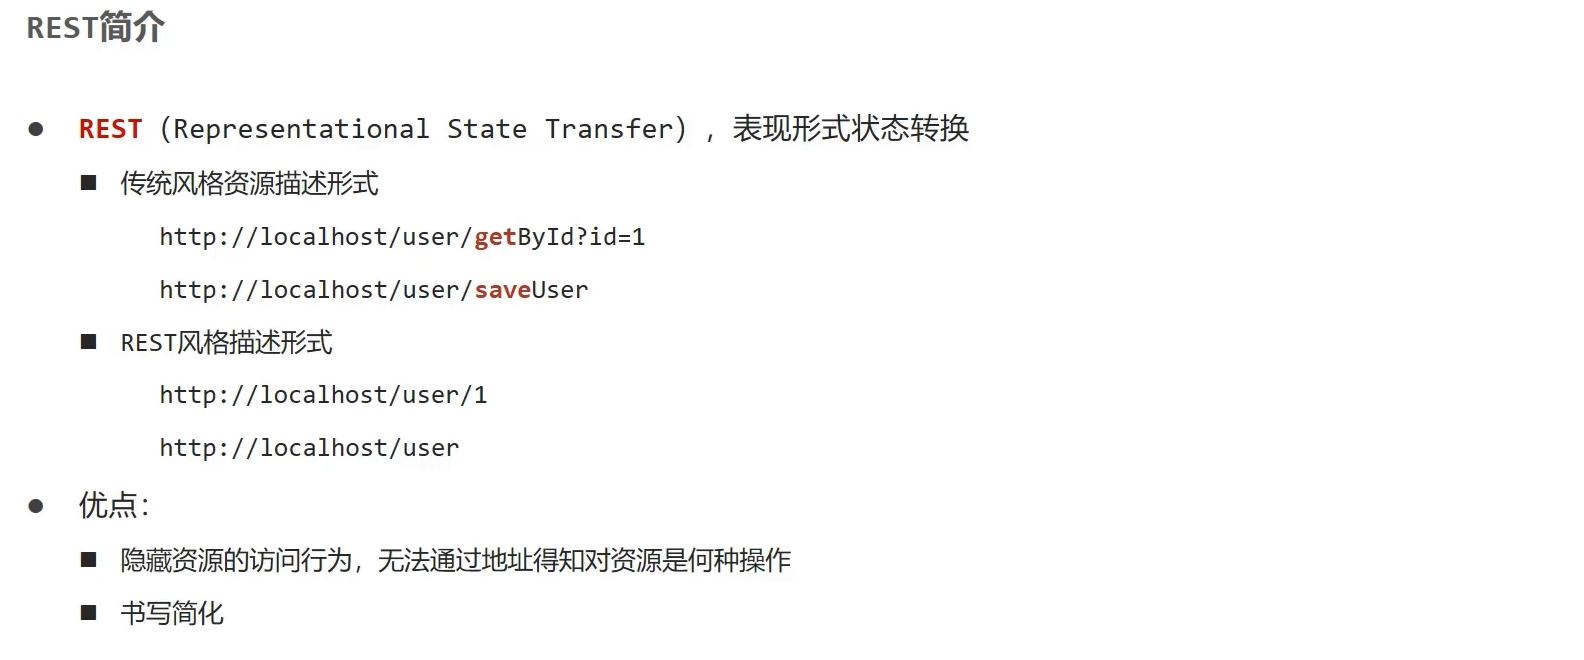 REST简介
● REST（Representational State Transfer），表现形式状态转换
■ 传统风格资源描述形式
http://localhost/user/getById?id=1
http://localhost/user/saveUser
■ REST风格描述形式
http://localhost/user/1
http://localhost/user
● 优点：
■ 隐藏资源的访问行为，无法通过地址得知对资源是何种操作
■ 书写简化